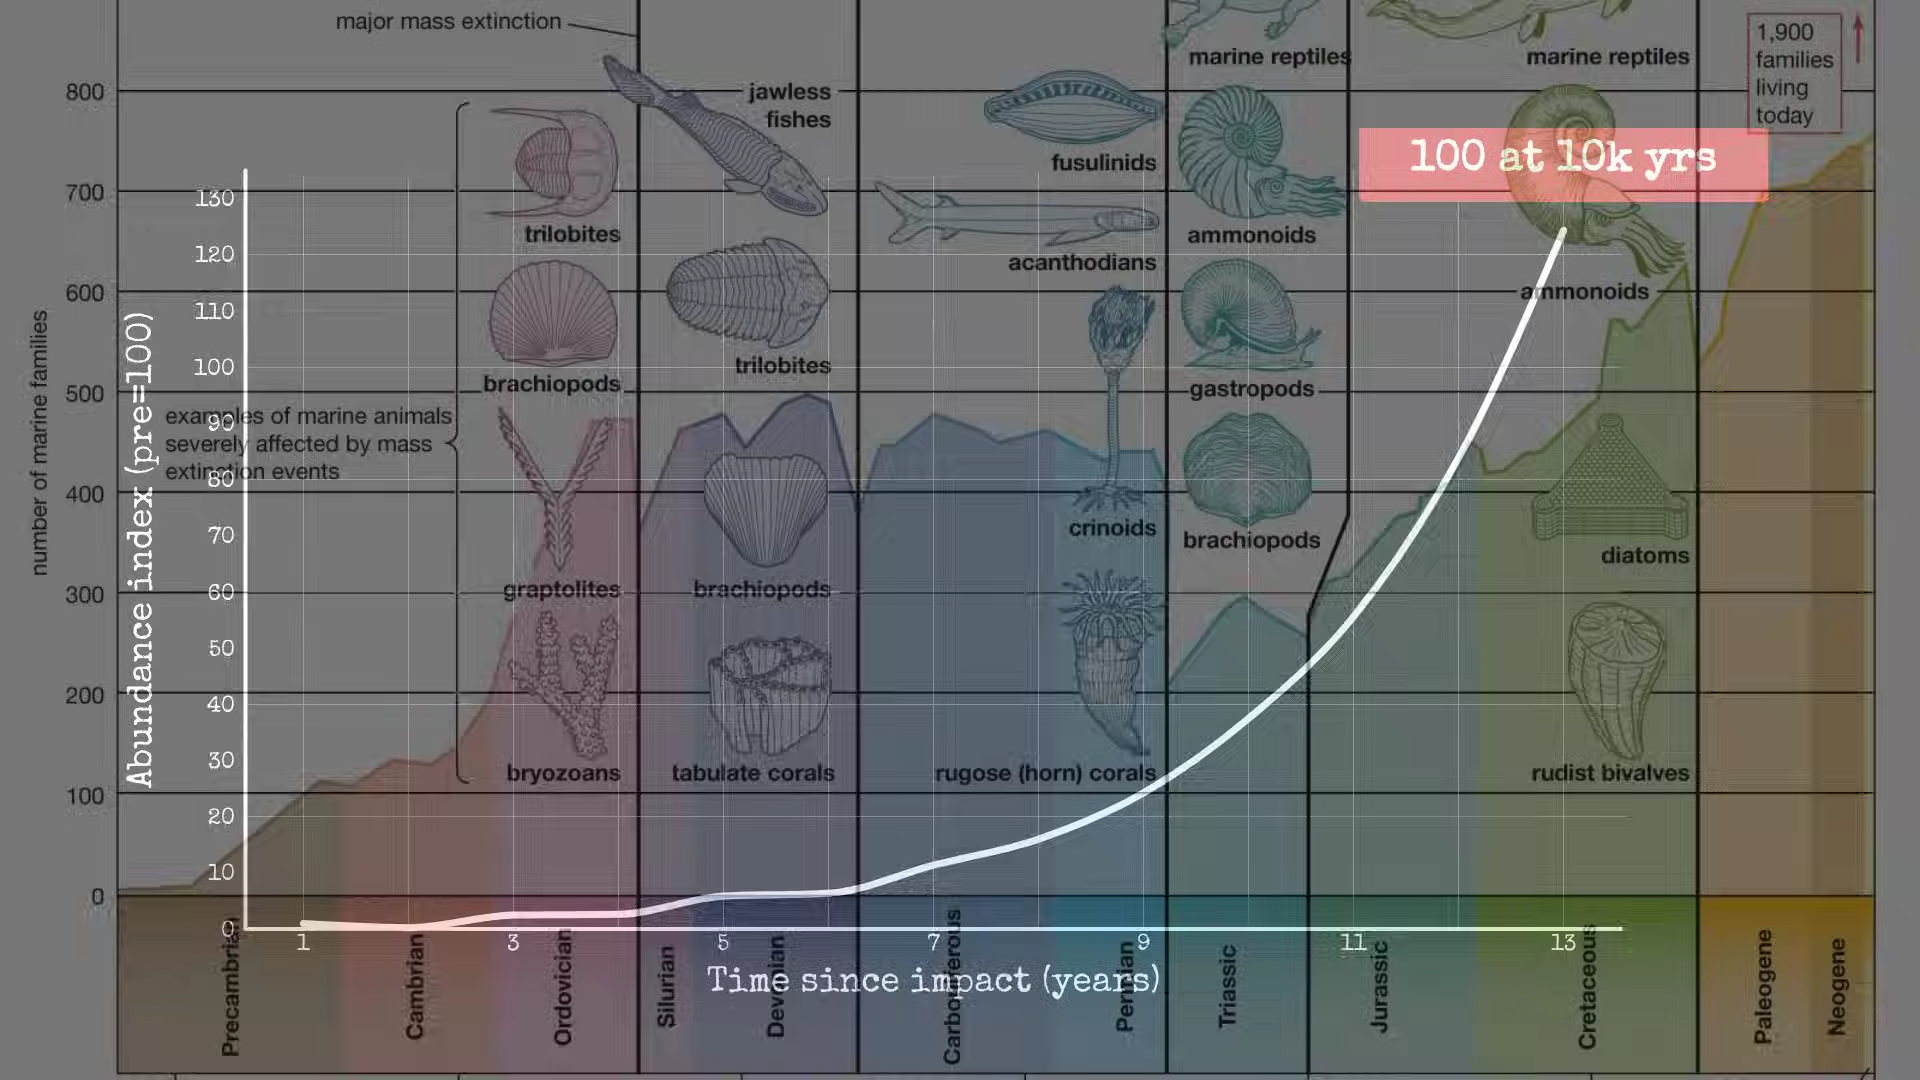 major mass extinction
marine reptiles
marine reptiles
1,900
families
living
today
800
jawless
fishes
fusulinids
100 at 10k yrs
700
130
trilobites
ammonoids
120
acanthodians
600
110
ammonoids
trilobites
100
brachiopods
gastropods
500
examples of marine animals
severely affected by mass
extinction events
90
80
400
crinoids
brachiopods
diatoms
70
number of marine families
Abundance index (pre=100)
300
60
graptolites
brachiopods
50
200
40
30
bryozoans
tabulate corals
rugose (horn) corals
rudist bivalves
100
20
10
0
0
1
3
5
7
9
11
13
Time since impact (years)
Precambrian
Cambrian
Ordovician
Silurian
Devonian
Carboniferous
Permian
Triassic
Jurassic
Cretaceous
Paleogene
Neogene